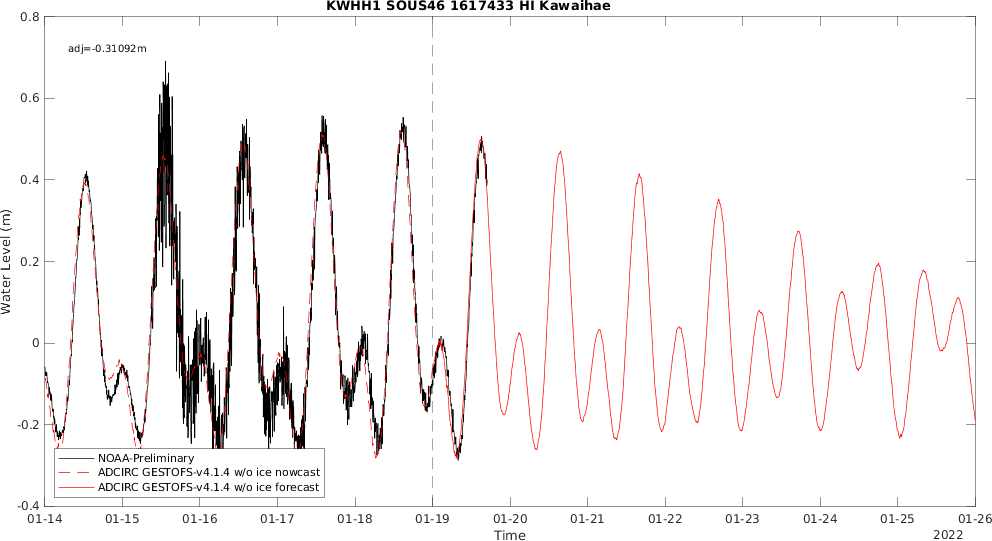 KWHH1 SOUS46 1617433 HI Kawaihae
0.8
adj=-0.31092m
0.6
0.4
0.2
0
-0.2
-0.4
Water Level (m)
NOAA-Preliminary
ADCIRC GESTOFS-v4.1.4 w/o ice nowcast
ADCIRC GESTOFS-v4.1.4 w/o ice forecast
01-14 01-15 01-16 01-17 01-18 01-19 01-20 01-21 01-22 01-23 01-24 01-25 01-26
Time
2022